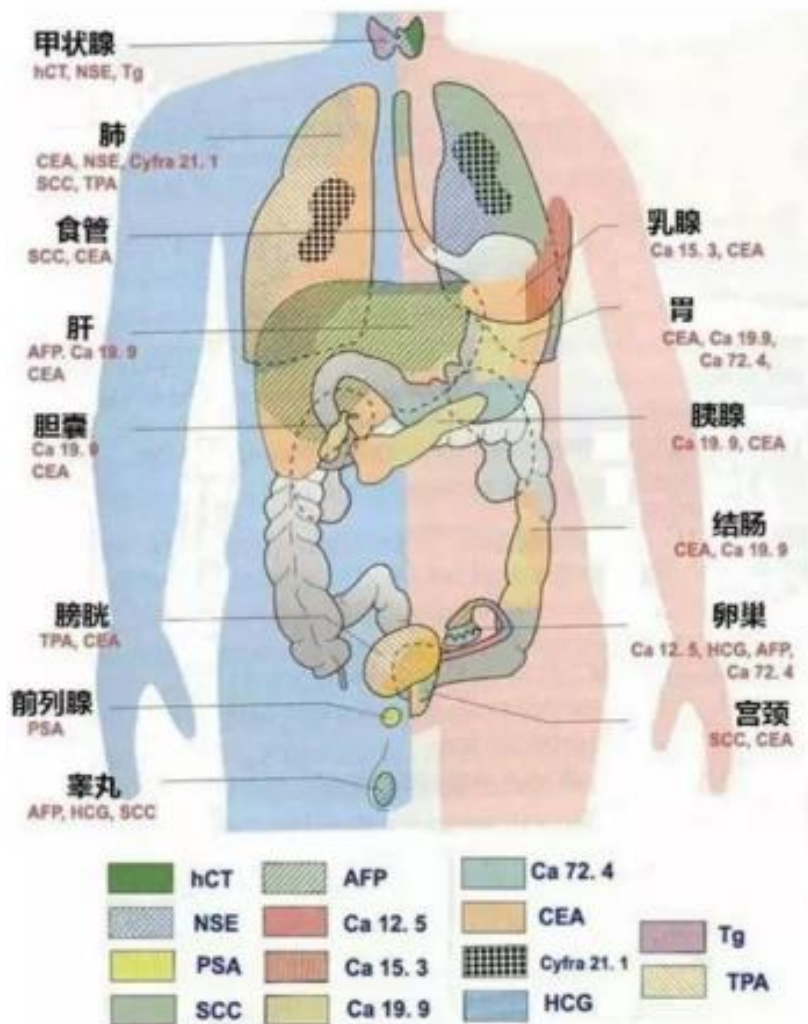 甲状腺
hCT, NSE, Tg
肺
CEA, NSE, Cyfra 21. 1
SCC, TPA
食管
SCC, CEA
肝
AFP. Ca 19. 9
CEA
胆囊
Ca 19. 9
CEA
膀胱
TPA, CEA
前列腺
PSA
睾丸
AFP, HCG, SCC
乳腺
Ca 15. 3, CEA
胃
CEA, Ca 19.9,
Ca 72. 4,
胰腺
Ca 19. 9, CEA
结肠
CEA, Ca 19. 9
卵巢
Ca 12. 5, HCG, AFP,
Ca 72. 4
宫颈
SCC, CEA
hCT
NSE
PSA
SCC
AFP
Ca 12. 5
Ca 15. 3
Ca 19. 9
Ca 72. 4
CEA
Cyfra 21. 1
HCG
Tg
TPA